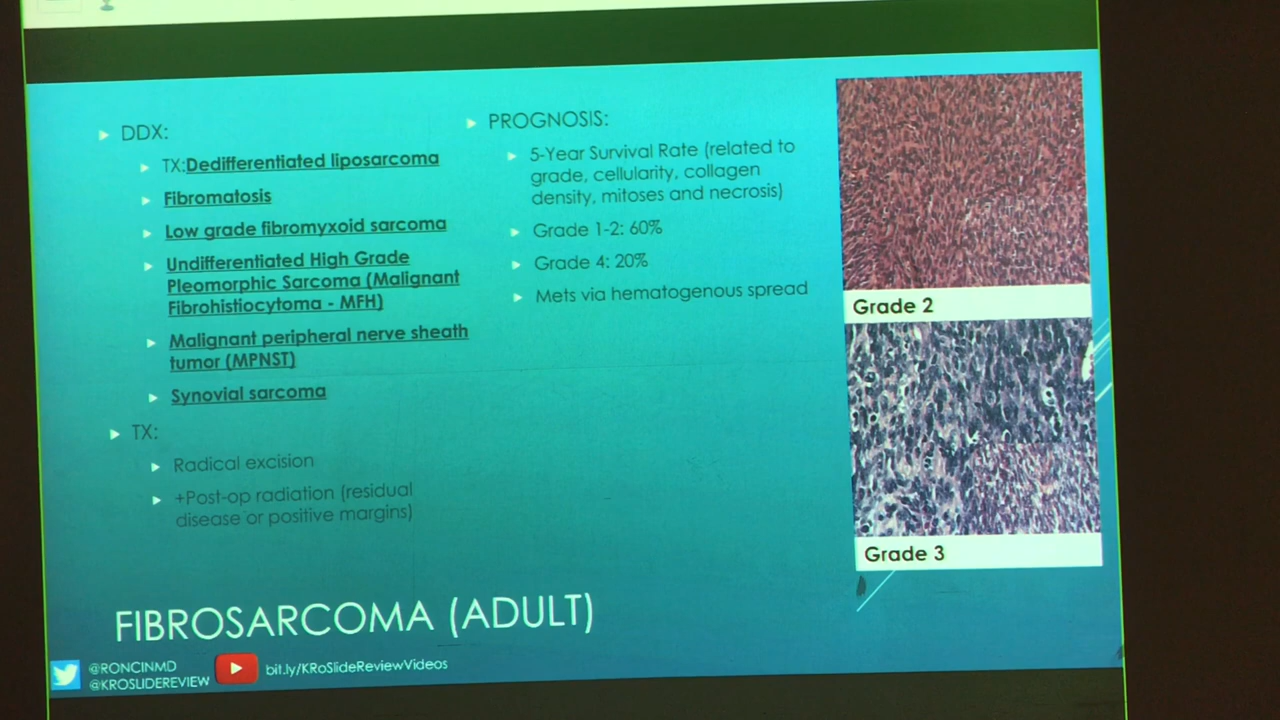 DDX:
TX:Dedifferentiated liposarcoma
Fibromatosis
Low grade fibromyxoid sarcoma
Undifferentiated High Grade
Pleomorphic Sarcoma (Malignant
Fibrohistiocytoma - MFH)
Malignant peripheral nerve sheath
tumor (MPNST)
Synovial sarcoma
TX:
Radical excision
+Post-op radiation (residual
disease or positive margins)
PROGNOSIS:
5-Year Survival Rate (related to
grade, cellularity, collagen
density, mitoses and necrosis)
Grade 1-2: 60%
Grade 4: 20%
Mets via hematogenous spread
Grade 2
Grade 3
FIBROSARCOMA (ADULT)
@RONCINMD
@KROSLIDEREVIEW
bit.ly/KRoSlideReviewVideos